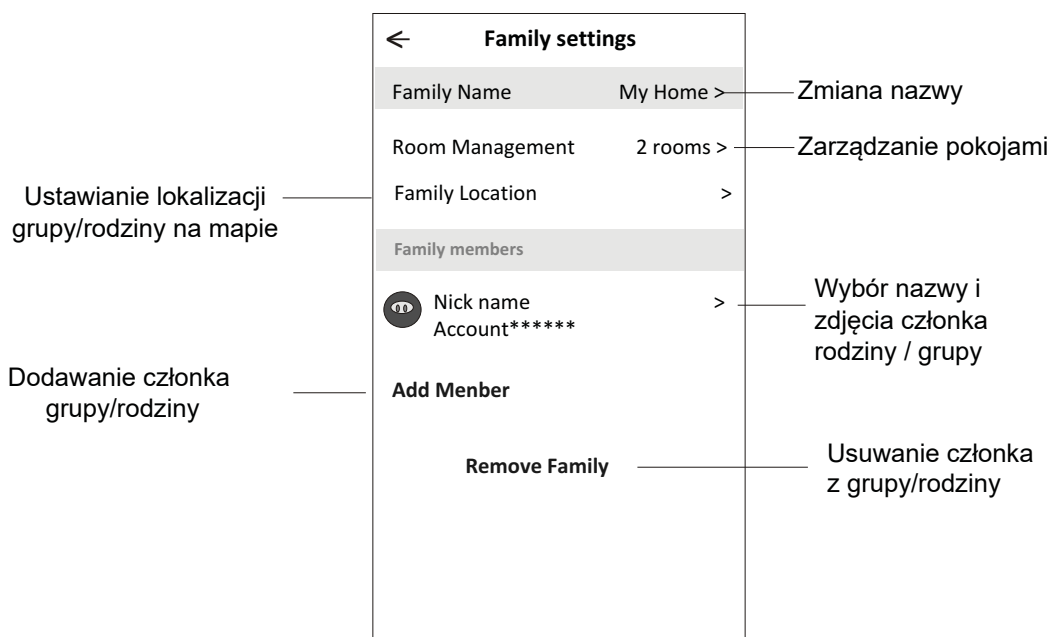 Family settings
Family Name My Home >
Zmiana nazwy
Room Management 2 rooms >
Zarządzanie pokojami
Ustawianie lokalizacji
grupy/rodziny na mapie
Family Location >
Family members
Nick name >
Account******
Wybór nazwy i
zdjęcia członka
rodziny / grupy
Dodawanie członka
grupy/rodziny
Add Menber
Remove Family
Usuwanie członka
z grupy/rodziny